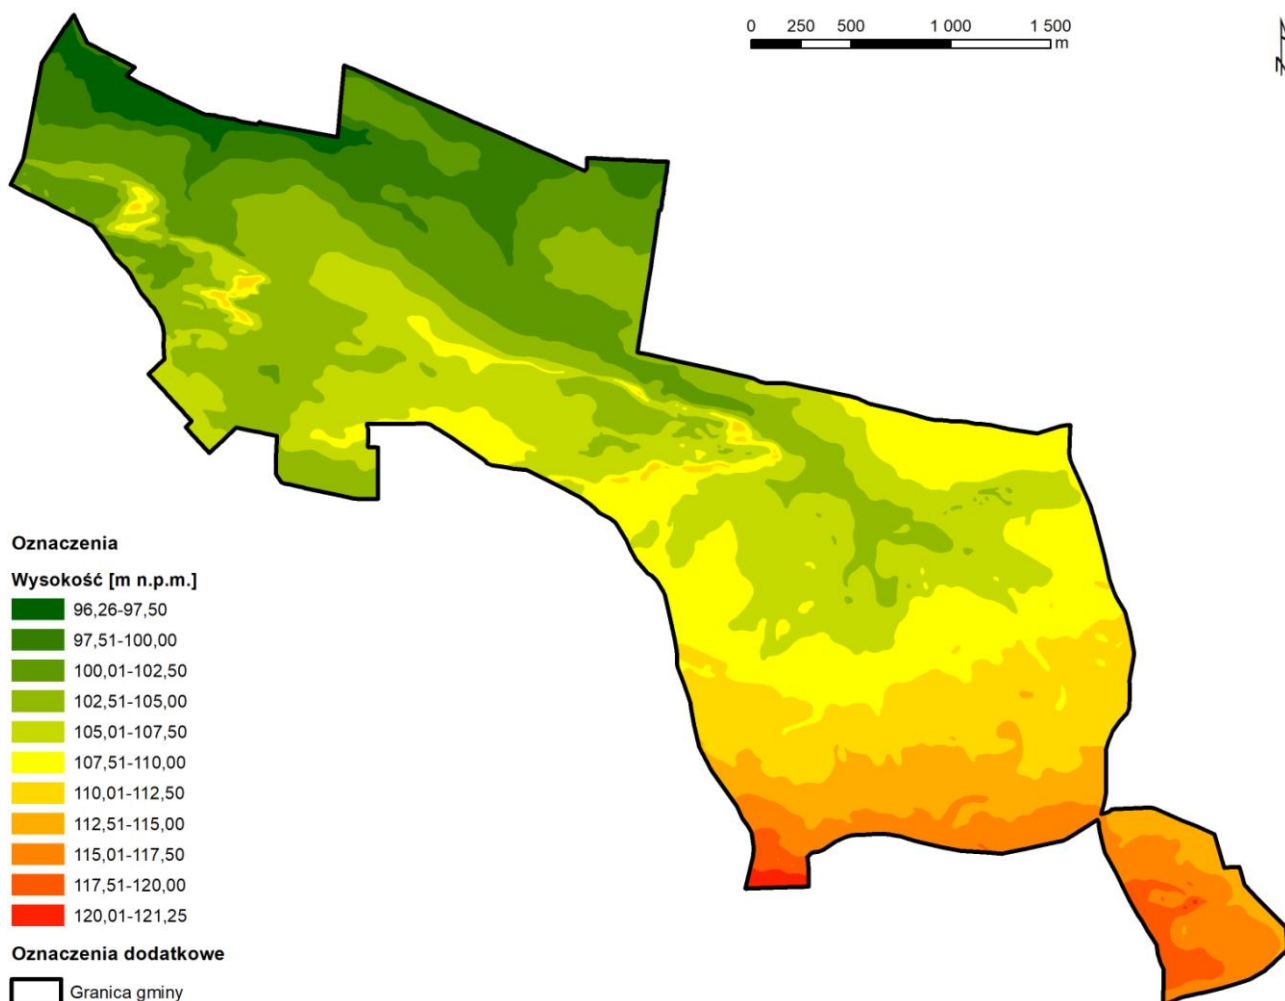 0 250 500 1 000 1 500
m
N
Oznaczenia
Wysokość [m n.p.m.]
96,26-97,50
97,51-100,00
100,01-102,50
102,51-105,00
105,01-107,50
107,51-110,00
110,01-112,50
112,51-115,00
115,01-117,50
117,51-120,00
120,01-121,25
Oznaczenia dodatkowe
Granica gminy